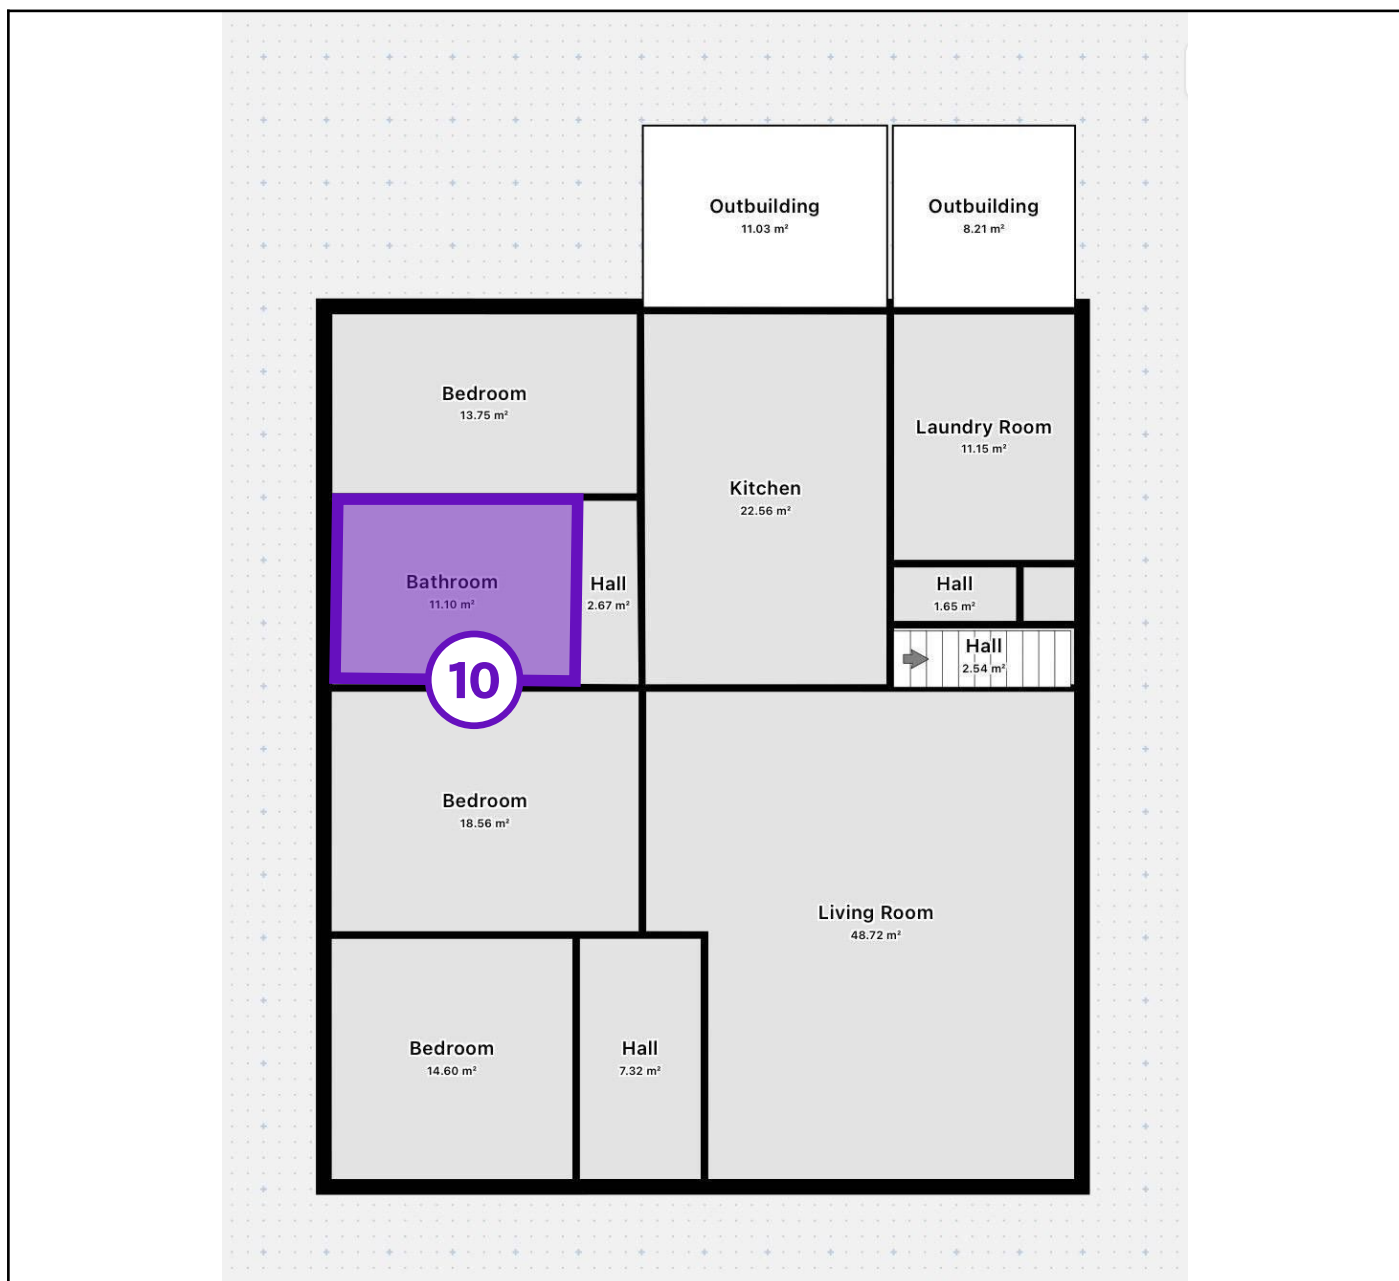 Outbuilding
11.03 m²
Outbuilding
8.21 m²
Bedroom
13.75 m²
Laundry Room
11.15 m²
Kitchen
22.56 m²
Bathroom
11.10 m²
Hall
2.67 m²
Hall
1.65 m²
Hall
2.54 m²
10
Bedroom
18.56 m²
Living Room
48.72 m²
Bedroom
14.60 m²
Hall
7.32 m²